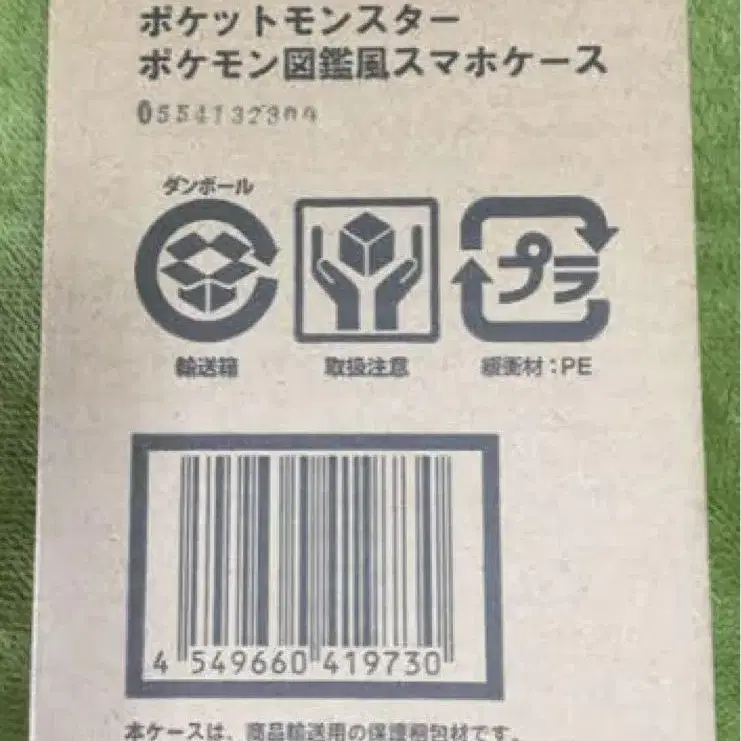 ポケットモンスター
ポケモン図鑑風スマホケース
0554132300
ダンボール
プラ
輸送箱
取扱注意
緩衝材：PE
4 549660 419730
本ケースは、商品輸送用の保護梱包材です。